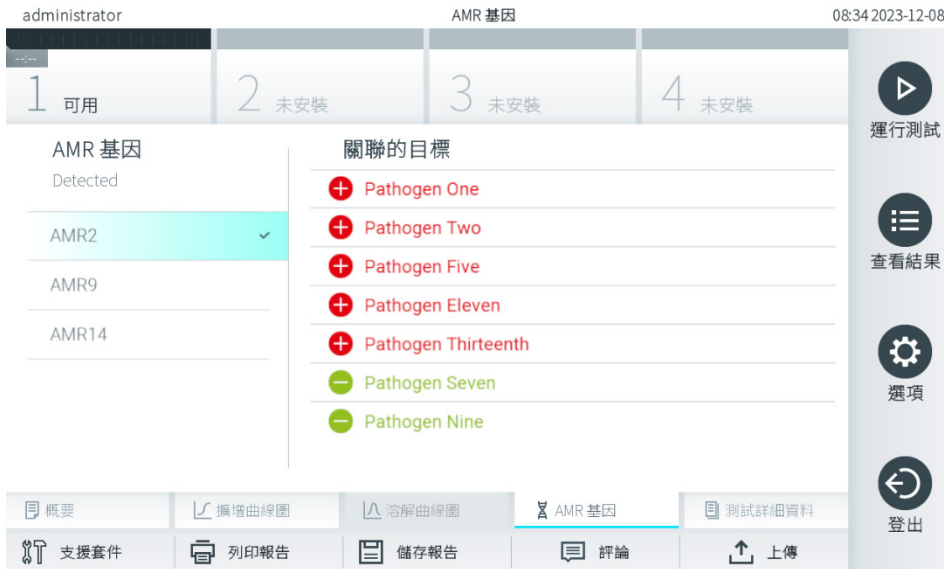 administrator AMR 基因 08:34 2023-12-08
--:--
1 可用 2 未安裝 3 未安裝 4 未安裝
運行測試
AMR 基因
Detected
AMR2
AMR9
AMR14
關聯的目標
Pathogen One
Pathogen Two
Pathogen Five
Pathogen Eleven
Pathogen Thirteenth
Pathogen Seven
Pathogen Nine
查看結果
選項
登出
概要 擴增曲線圖 溶解曲線圖 AMR 基因 測試詳細資料
支援套件 列印報告 儲存報告 評論 上傳